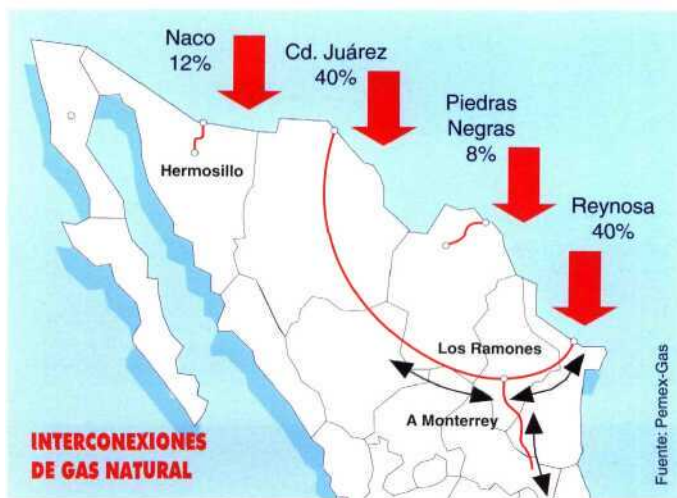 Naco
12%
Cd. Juárez
40%
Piedras
Negras
8%
Reynosa
40%
Hermosillo
Los Ramones
A Monterrey
INTERCONEXIONES
DE GAS NATURAL
Fuente: Pemex-Gas